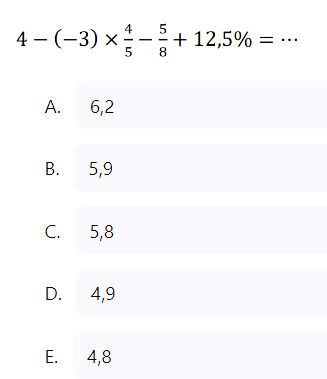 4 − (−3) × 4/5 − 5/8 + 12,5% = ⋯
A. 6,2
B. 5,9
C. 5,8
D. 4,9
E. 4,8